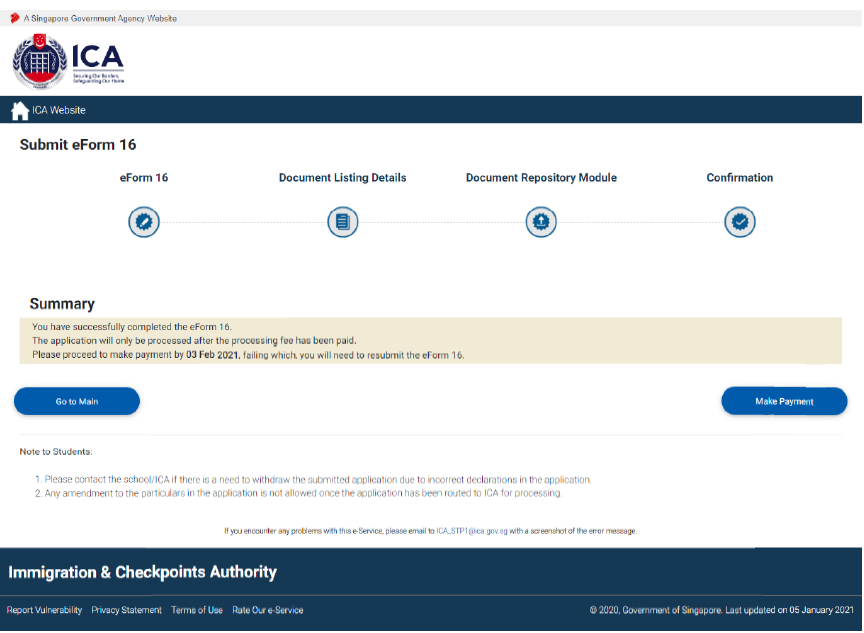 A Singapore Government Agency Website
ICA
Securing Our Borders,
Safeguarding Our Home
ICA Website
Submit eForm 16
eForm 16
Document Listing Details
Document Repository Module
Confirmation
Summary
You have successfully completed the eForm 16.
The application will only be processed after the processing fee has been paid.
Please proceed to make payment by 03 Feb 2021, failing which, you will need to resubmit the eForm 16.
Go to Main
Make Payment
Note to Students:
1. Please contact the school/ICA if there is a need to withdraw the submitted application due to incorrect declarations in the application.
2. Any amendment to the particulars in the application is not allowed once the application has been routed to ICA for processing.
If you encounter any problems with this e-Service, please email to ICA_STP1@ica.gov.sg with a screenshot of the error message.
Immigration & Checkpoints Authority
Report Vulnerability Privacy Statement Terms of Use Rate Our e-Service
© 2020, Government of Singapore. Last updated on 05 January 2021